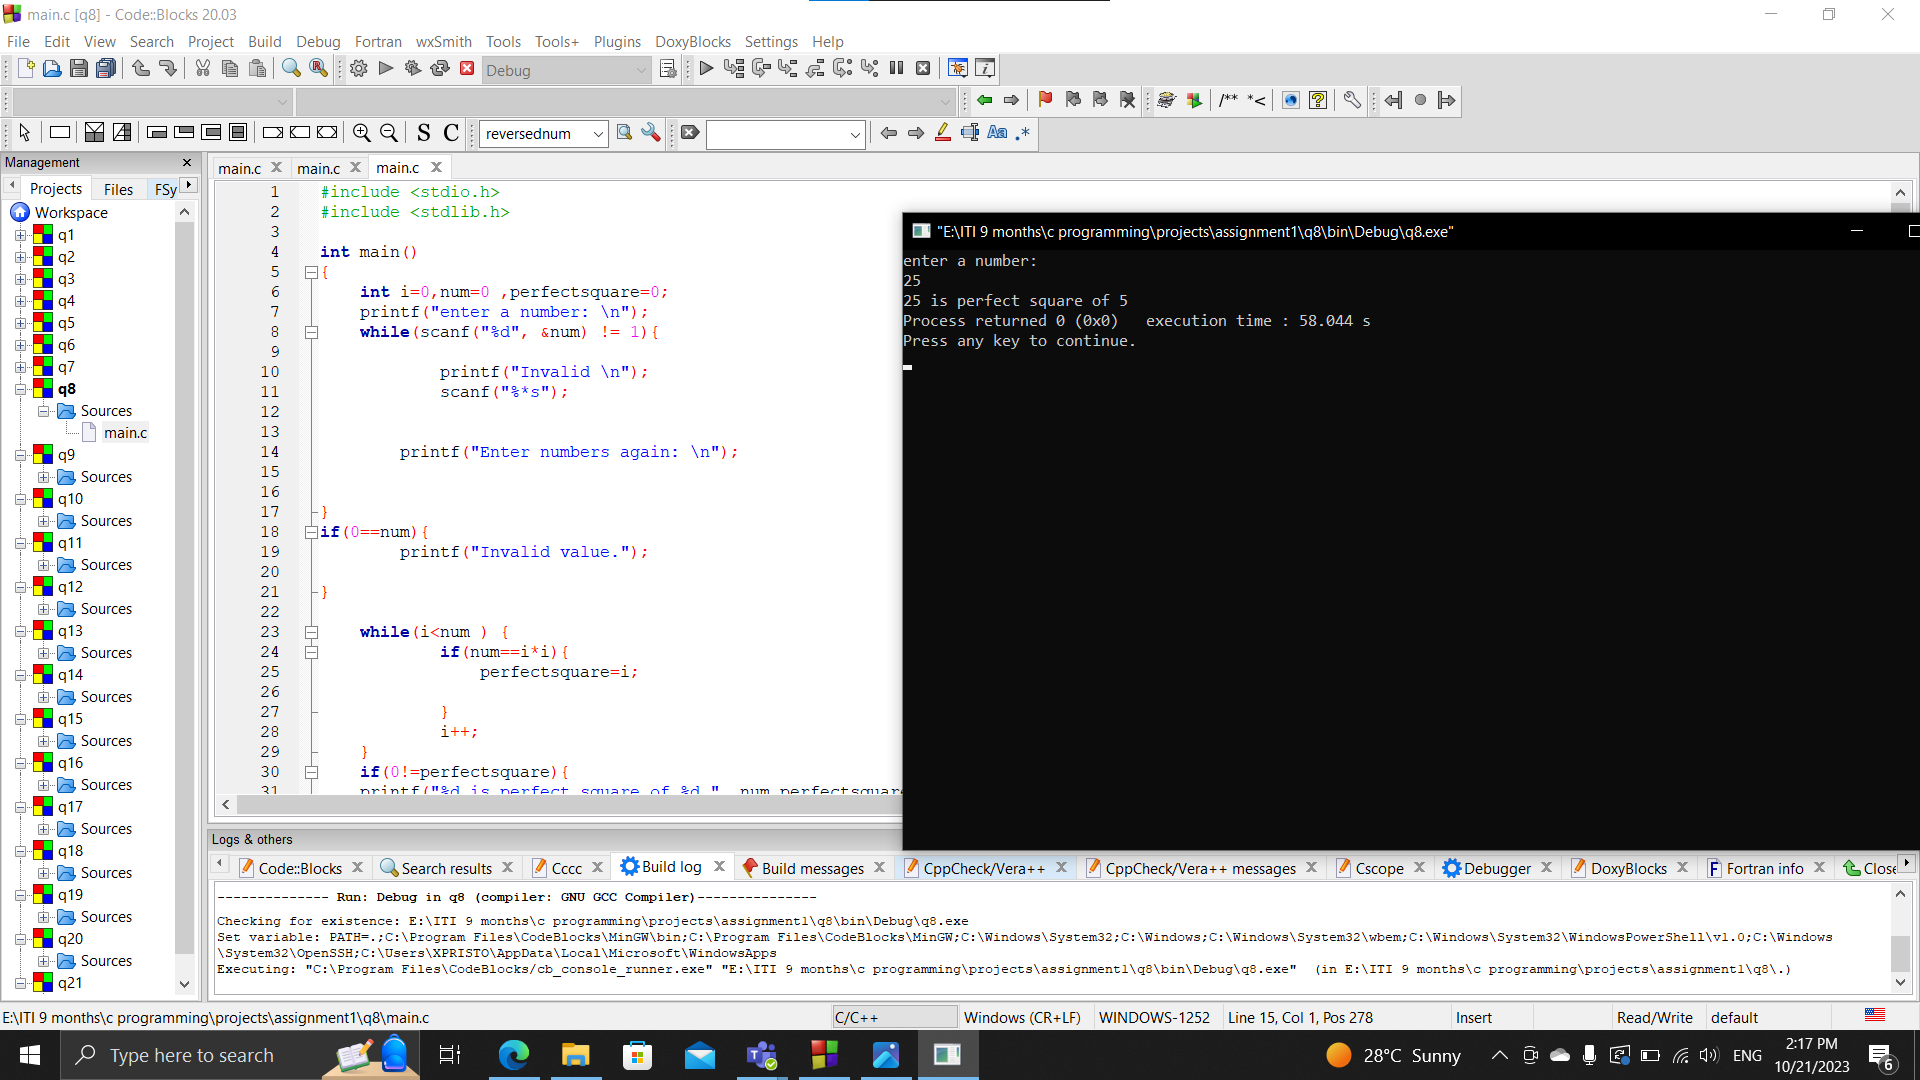 main.c [q8] - Code::Blocks 20.03
File Edit View Search Project Build Debug Fortran wxSmith Tools Tools+ Plugins DoxyBlocks Settings Help
Debug
/** *<
S C reversednum Aa .*
Management
Projects Files FSy
Workspace
q1
q2
q3
q4
q5
q6
q7
q8
Sources
main.c
q9
Sources
q10
Sources
q11
Sources
q12
Sources
q13
Sources
q14
Sources
q15
Sources
q16
Sources
q17
Sources
q18
Sources
q19
Sources
q20
Sources
q21
main.c main.c main.c
1 #include <stdio.h>
2 #include <stdlib.h>
3
4 int main()
5 {
6 int i=0,num=0 ,perfectsquare=0;
7 printf("enter a number: \n");
8 while(scanf("%d", &num) != 1){
9
10 printf("Invalid \n");
11 scanf("%*s");
12
13
14 printf("Enter numbers again: \n");
15
16
17 }
18 if(0==num){
19 printf("Invalid value.");
20
21 }
22
23 while(i<num ) {
24 if(num==i*i){
25 perfectsquare=i;
26
27 }
28 i++;
29 }
30 if(0!=perfectsquare){
31 printf("%d is perfect square of %d " num perfectsquare
"E:\ITI 9 months\c programming\projects\assignment1\q8\bin\Debug\q8.exe"
enter a number:
25
25 is perfect square of 5
Process returned 0 (0x0) execution time : 58.044 s
Press any key to continue.
Logs & others
Code::Blocks Search results Cccc Build log Build messages CppCheck/Vera++ CppCheck/Vera++ messages Cscope Debugger DoxyBlocks Fortran info Close
-------------- Run: Debug in q8 (compiler: GNU GCC Compiler)---------------
Checking for existence: E:\ITI 9 months\c programming\projects\assignment1\q8\bin\Debug\q8.exe
Set variable: PATH=.;C:\Program Files\CodeBlocks\MinGW\bin;C:\Program Files\CodeBlocks\MinGW;C:\Windows\System32;C:\Windows;C:\Windows\System32\wbem;C:\Windows\System32\WindowsPowerShell\v1.0;C:\Windows
\System32\OpenSSH;C:\Users\XPRISTO\AppData\Local\Microsoft\WindowsApps
Executing: "C:\Program Files\CodeBlocks/cb_console_runner.exe" "E:\ITI 9 months\c programming\projects\assignment1\q8\bin\Debug\q8.exe" (in E:\ITI 9 months\c programming\projects\assignment1\q8\.)
E:\ITI 9 months\c programming\projects\assignment1\q8\main.c C/C++ Windows (CR+LF) WINDOWS-1252 Line 15, Col 1, Pos 278 Insert Read/Write default
Type here to search 28°C Sunny ENG 2:17 PM
10/21/2023 6